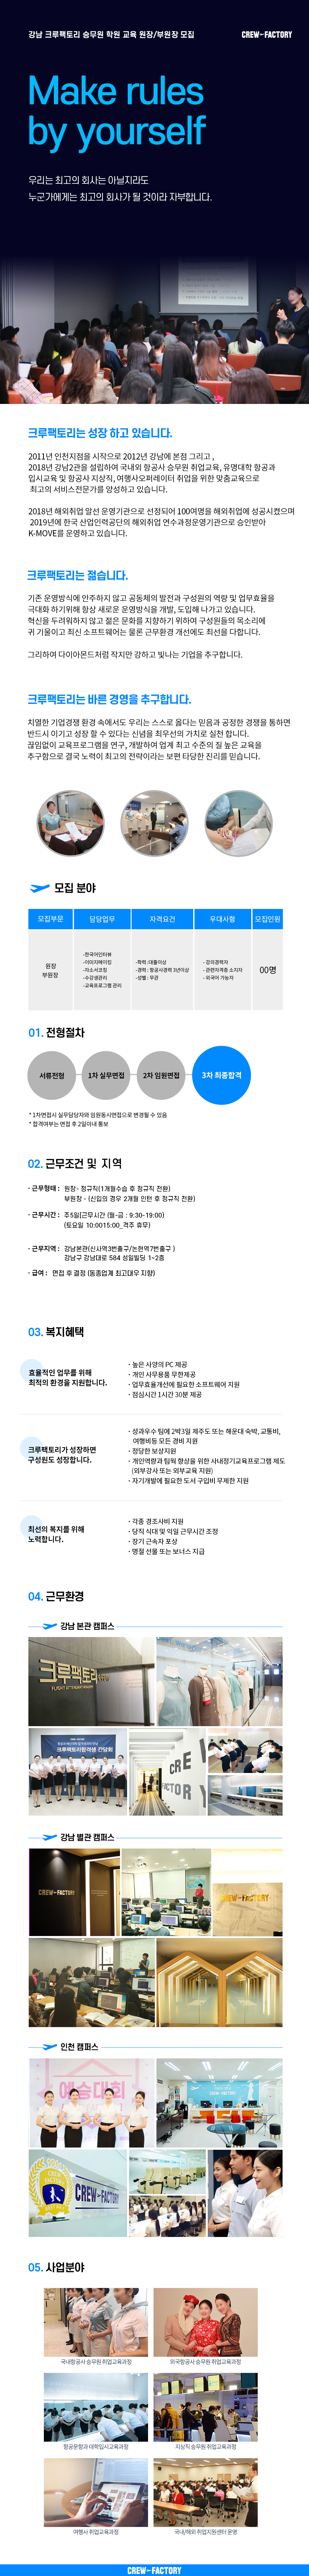 강남 크루팩토리 승무원 학원 교육 원장/부원장 모집
CREW-FACTORY
Make rules
by yourself
우리는 최고의 회사는 아닐지라도
누군가에게는 최고의 회사가 될 것이라 자부합니다.
크루팩토리는 성장 하고 있습니다.
2011년 인천지점을 시작으로 2012년 강남에 본점 그리고 ,
2018년 강남2관을 설립하여 국내외 항공사 승무원 취업교육, 유명대학 항공과
입시교육 및 항공사 지상직, 여행사오퍼레이터 취업을 위한 맞춤교육으로
최고의 서비스전문가를 양성하고 있습니다.
2018년 해외취업 알선 운영기관으로 선정되어 100여명을 해외취업에 성공시켰으며
2019년에 한국 산업인력공단의 해외취업 연수과정운영기관으로 승인받아
K-MOVE를 운영하고 있습니다.
크루팩토리는 젊습니다.
기존 운영방식에 안주하지 않고 공동체의 발전과 구성원의 역량 및 업무효율을
극대화 하기위해 항상 새로운 운영방식을 개발, 도입해 나가고 있습니다.
혁신을 두려워하지 않고 젊은 문화를 지향하기 위하여 구성원들의 목소리에
귀 기울이고 최신 소프트웨어는 물론 근무환경 개선에도 최선을 다합니다.
그리하여 다이아몬드처럼 작지만 강하고 빛나는 기업을 추구합니다.
크루팩토리는 바른 경영을 추구합니다.
치열한 기업경쟁 환경 속에서도 우리는 스스로 옳다는 믿음과 공정한 경쟁을 통하면
반드시 이기고 성장 할 수 있다는 신념을 최우선의 가치로 실천 합니다.
끊임없이 교육프로그램을 연구, 개발하여 업계 최고 수준의 질 높은 교육을
추구함으로 결국 노력이 최고의 전략이라는 보편 타당한 진리를 믿습니다.
모집 분야
모집부문 담당업무 자격요건 우대사항 모집인원
원장
부원장
-한국어인터뷰
-이미지메이킹
-자소서코칭
-수강생관리
-교육프로그램 관리
-학력 : 대졸이상
-경력 : 항공사경력 3년이상
-성별 : 무관
- 강의경력자
- 관련자격증 소지자
- 외국어 가능자
00명
01. 전형절차
서류전형 1차 실무면접 2차 임원면접 3차 최종합격
* 1차면접시 실무담당자와 임원동시면접으로 변경될 수 있음
* 합격여부는 면접 후 2일이내 통보
02. 근무조건 및 지역
· 근무형태 : 원장- 정규직(1개월수습 후 정규직 전환)
부원장 - (신입의 경우 2개월 인턴 후 정규직 전환)
· 근무시간 : 주5일[근무시간 (월-금 : 9:30-19:00)
(토요일 10:0015:00_격주 휴무)
· 근무지역 : 강남본관(신사역3번출구/논현역7번출구 )
강남구 강남대로 584 성일빌딩 1~2층
· 급여 : 면접 후 결정 (동종업계 최고대우 지향)
03. 복지혜택
효율적인 업무를 위해
최적의 환경을 지원합니다.
· 높은 사양의 PC 제공
· 개인 사무용품 무한제공
· 업무효율개선에 필요한 소프트웨어 지원
· 점심시간 1시간 30분 제공
크루팩토리가 성장하면
구성원도 성장합니다.
· 성과우수 팀에 2박3일 제주도 또는 해운대 숙박, 교통비,
여행비등 모든 경비 지원
· 정당한 보상지원
· 개인역량과 팀웍 향상을 위한 사내정기교육프로그램 제도
(외부강사 또는 외부교육 지원)
· 자기개발에 필요한 도서 구입비 무제한 지원
최선의 복지를 위해
노력합니다.
· 각종 경조사비 지원
· 당직 식대 및 익일 근무시간 조정
· 장기 근속자 포상
· 명절 선물 또는 보너스 지급
04. 근무환경
강남 본관 캠퍼스
크루팩토리
크루팩토리합격생 간담회
CREW
FACTORY
강남 별관 캠퍼스
CREW-FACTORY
CREW-FACTORY
인천 캠퍼스
예승대회
CREW-FACTORY
CREW
FACTORY
CREW-FACTORY
05. 사업분야
국내항공사 승무원 취업교육과정
외국항공사 승무원 취업교육과정
항공운항과 대학입시교육과정
지상직 승무원 취업교육과정
여행사 취업교육과정
국내/해외 취업지원센터 운영
CREW-FACTORY